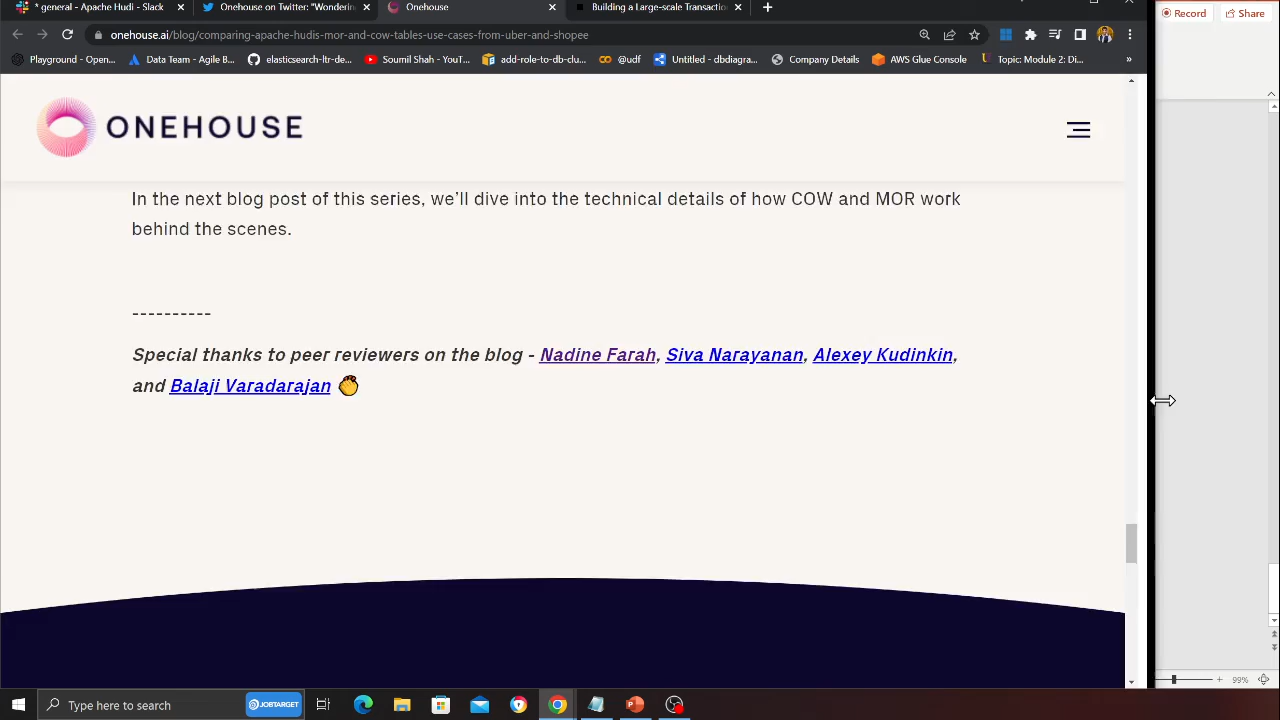 * general - Apache Hudi - Slack
Onehouse on Twitter: "Wonderin
Onehouse
Building a Large-scale Transactio
Record
Share
onehouse.ai/blog/comparing-apache-hudis-mor-and-cow-tables-use-cases-from-uber-and-shopee
Playground - Open...
Data Team - Agile B...
elasticsearch-ltr-de...
Soumil Shah - YouT...
add-role-to-db-clu...
@udf
Untitled - dbdiagra...
Company Details
AWS Glue Console
Topic: Module 2: Di...
»
ONEHOUSE
In the next blog post of this series, we'll dive into the technical details of how COW and MOR work
behind the scenes.
----------
Special thanks to peer reviewers on the blog - Nadine Farah, Siva Narayanan, Alexey Kudinkin,
and Balaji Varadarajan 👏
99%
Type here to search
JOBTARGET